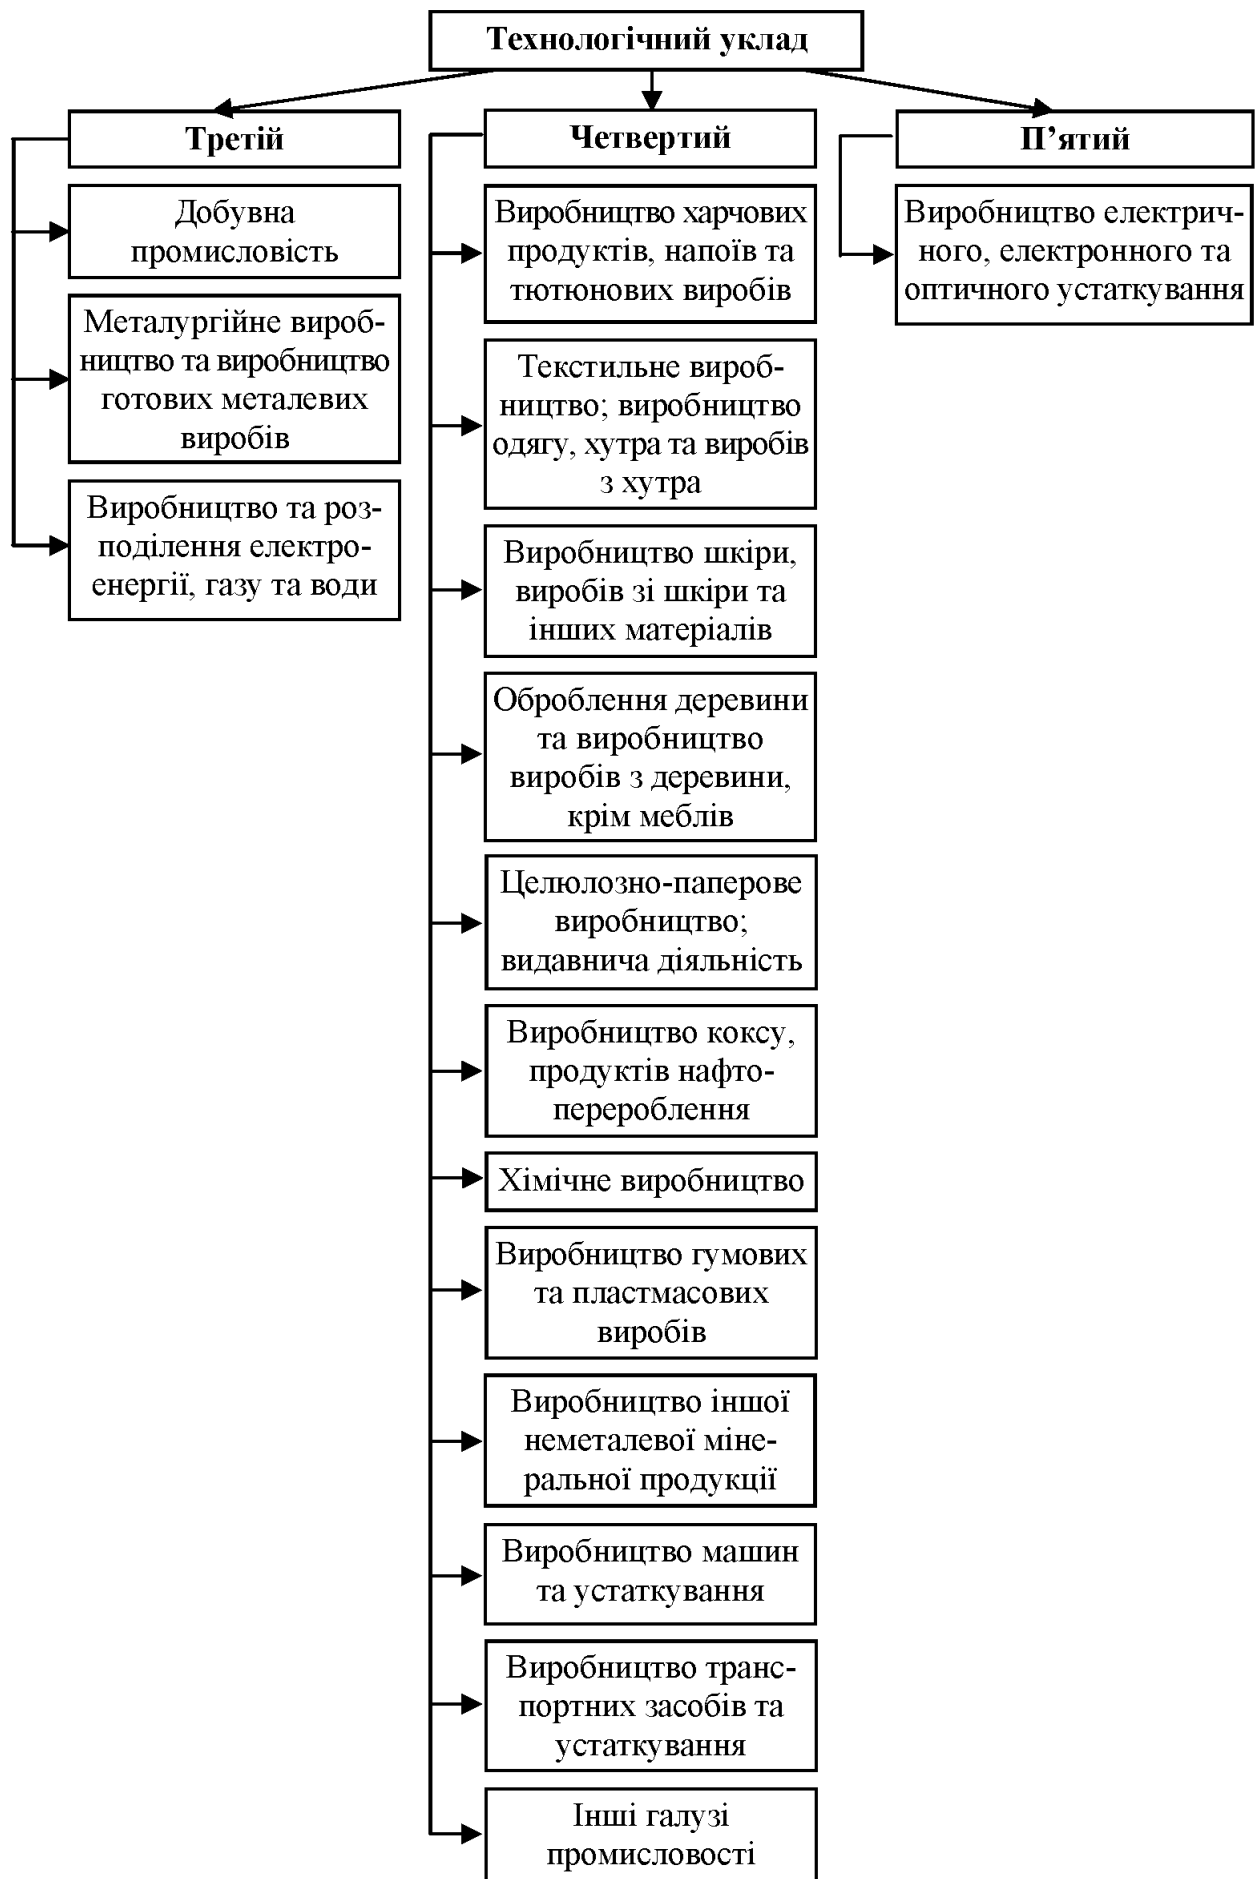 Технологічний уклад
Третій
Добувна
промисловість
Металургійне вироб-
ництво та виробництво
готових металевих
виробів
Виробництво та роз-
поділення електро-
енергії, газу та води
Четвертий
Виробництво харчових
продуктів, напоїв та
тютюнових виробів
Текстильне вироб-
ництво; виробництво
одягу, хутра та виробів
з хутра
Виробництво шкіри,
виробів зі шкіри та
інших матеріалів
Оброблення деревини
та виробництво
виробів з деревини,
крім меблів
Целюлозно-паперове
виробництво;
видавнича діяльність
Виробництво коксу,
продуктів нафто-
перероблення
Хімічне виробництво
Виробництво гумових
та пластмасових
виробів
Виробництво іншої
неметалевої міне-
ральної продукції
Виробництво машин
та устаткування
Виробництво транс-
портних засобів та
устаткування
Інші галузі
промисловості
П’ятий
Виробництво електрич-
ного, електронного та
оптичного устаткування